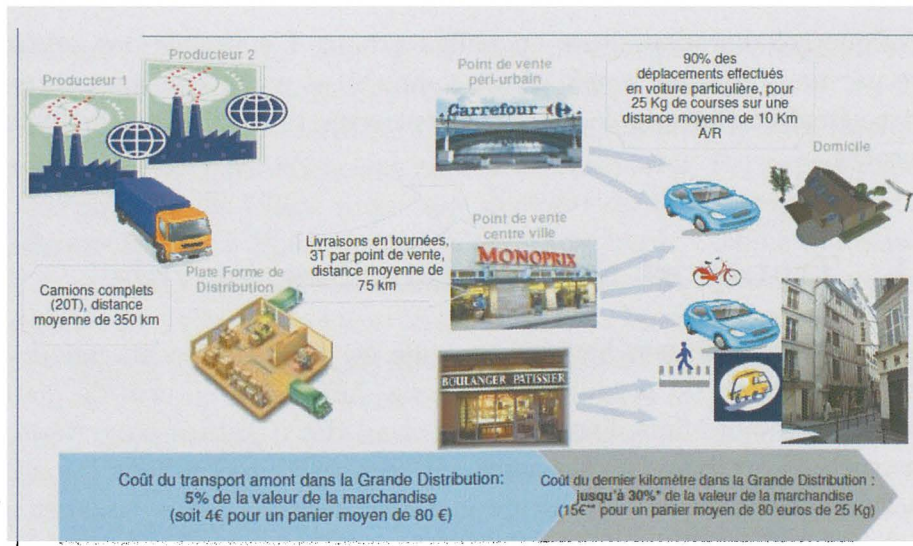 Producteur 1
Producteur 2
Camions complets
(20T), distance
moyenne de 350 km
Plate Forme de
Distribution
Livraisons en tournées,
3T par point de vente,
distance moyenne de
75 km
Point de vente
péri-urbain
Carrefour
Point de vente
centre ville
MONOPRIX
BOULANGER PATISSIER
90% des
déplacements effectués
en voiture particulière, pour
25 Kg de courses sur une
distance moyenne de 10 Km
A/R
Domicile
Coût du transport amont dans la Grande Distribution:
5% de la valeur de la marchandise
(soit 4€ pour un panier moyen de 80 €)
Coût du dernier kilomètre dans la Grande Distribution :
jusqu'à 30%* de la valeur de la marchandise
(15€** pour un panier moyen de 80 euros de 25 Kg)